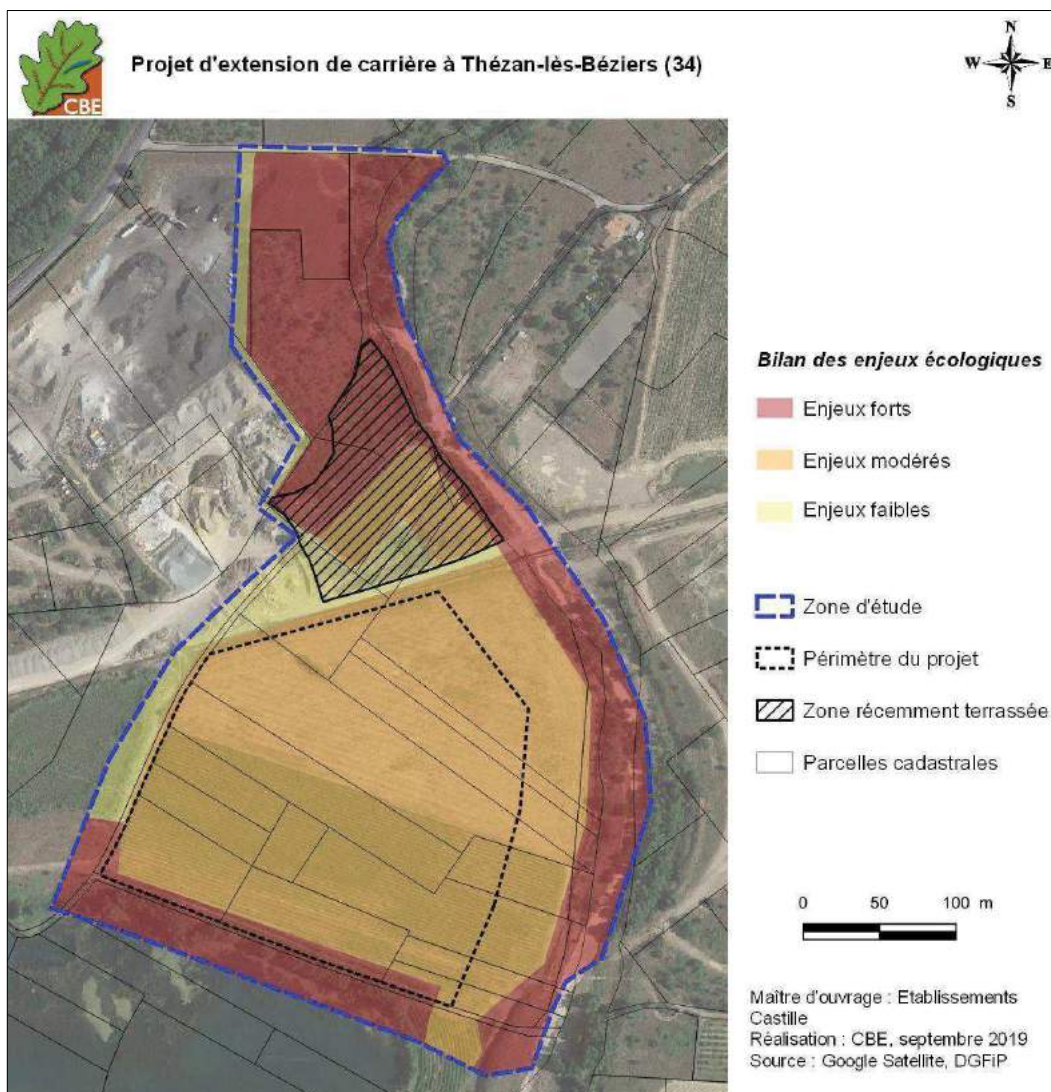 CBE
Projet d'extension de carrière à Thézan-lès-Béziers (34)
N
W E
S
Bilan des enjeux écologiques
Enjeux forts
Enjeux modérés
Enjeux faibles
Zone d'étude
Périmètre du projet
Zone récemment terrassée
Parcelles cadastrales
0 50 100 m
Maître d'ouvrage : Etablissements
Castille
Réalisation : CBE, septembre 2019
Source : Google Satellite, DGFiP